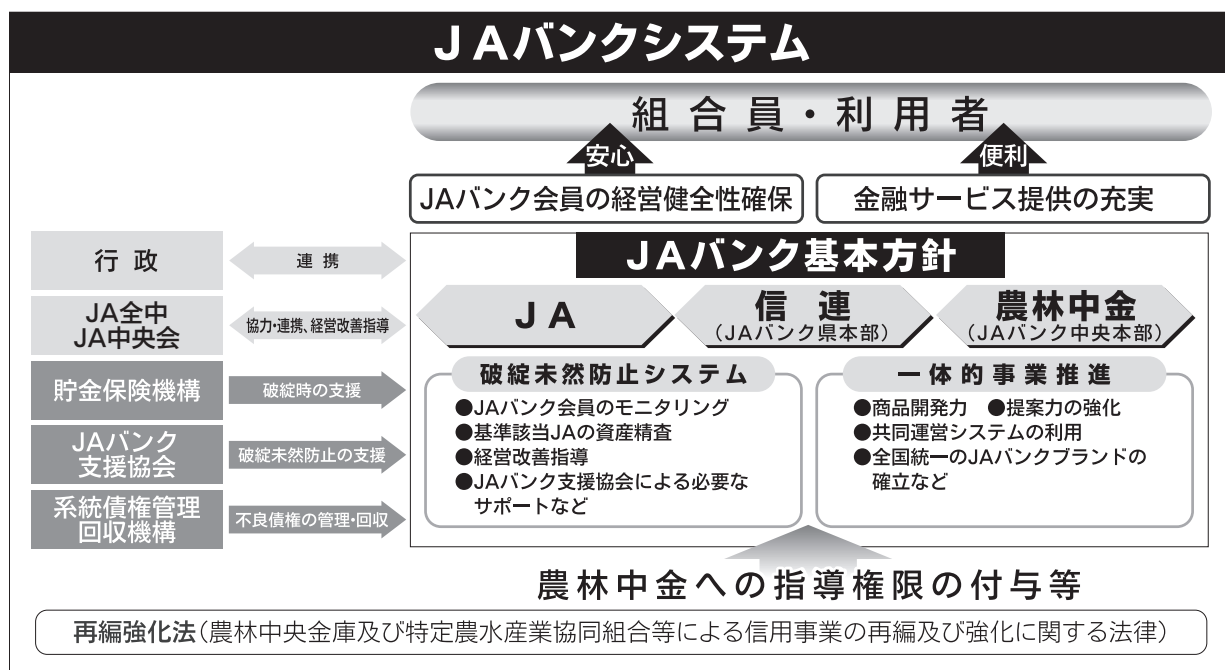 JAバンクシステム
組合員・利用者
安心
便利
JAバンク会員の経営健全性確保
金融サービス提供の充実
行政
連携
JAバンク基本方針
JA全中
JA中央会
協力・連携、経営改善指導
JA
信連
(JAバンク県本部)
農林中金
(JAバンク中央本部)
貯金保険機構
破綻時の支援
破綻未然防止システム
●JAバンク会員のモニタリング
●基準該当JAの資産精査
●経営改善指導
●JAバンク支援協会による必要な
サポートなど
一体的事業推進
●商品開発力 ●提案力の強化
●共同運営システムの利用
●全国統一のJAバンクブランドの
確立など
JAバンク
支援協会
破綻未然防止の支援
系統債権管理
回収機構
不良債権の管理・回収
農林中金への指導権限の付与等
再編強化法(農林中央金庫及び特定農水産業協同組合等による信用事業の再編及び強化に関する法律)